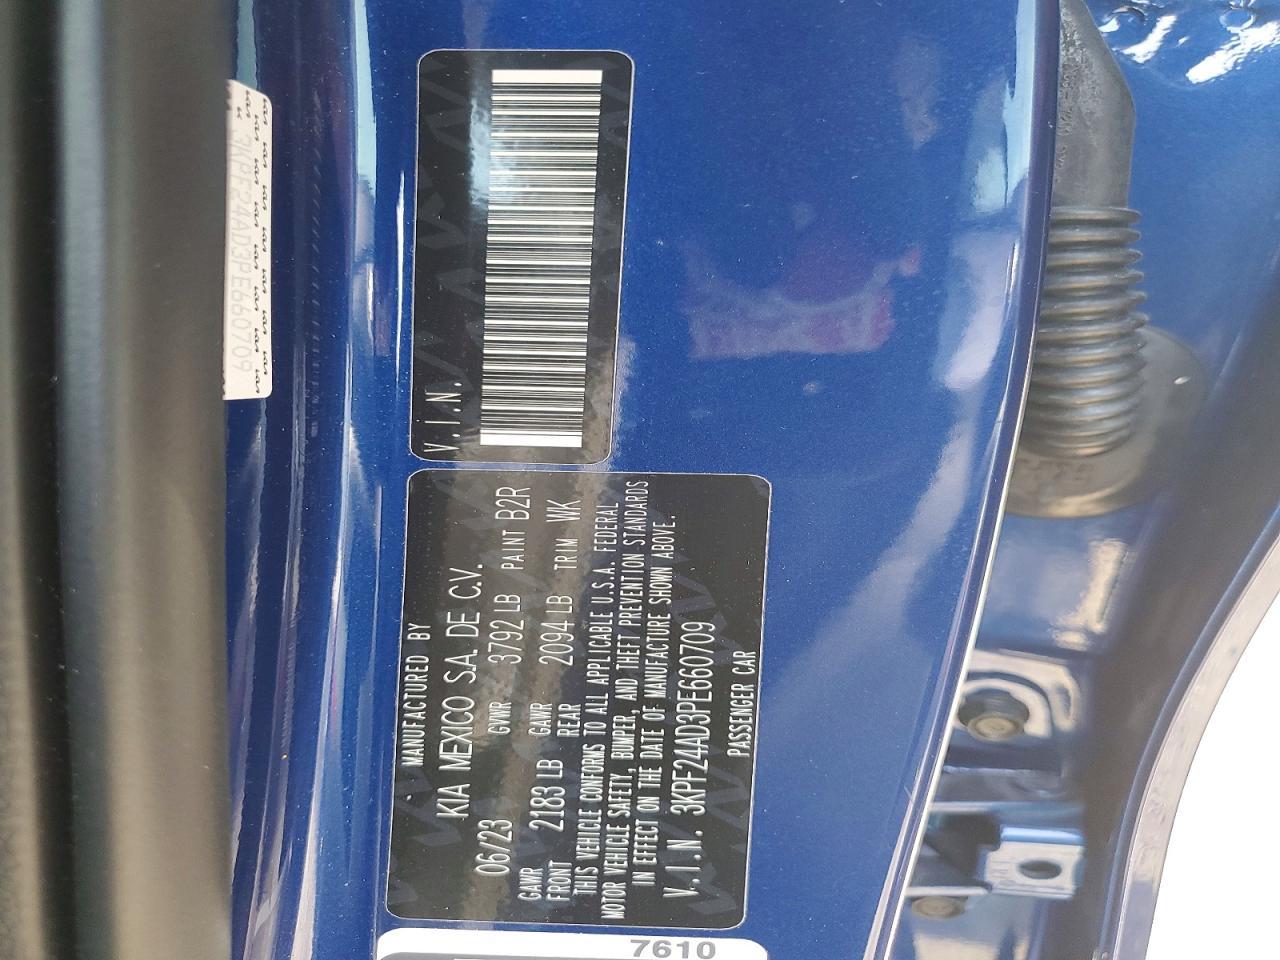 MANUFACTURED BY
KIA MEXICO S.A. DE C.V.
06/23 GVWR 3792 LB PAINT B2R
GAWR FRONT 2183 LB GAWR REAR 2094 LB TRIM WK
THIS VEHICLE CONFORMS TO ALL APPLICABLE U.S.A. FEDERAL
MOTOR VEHICLE SAFETY, BUMPER, AND THEFT PREVENTION STANDARDS
IN EFFECT ON THE DATE OF MANUFACTURE SHOWN ABOVE.
V.I.N. 3KPF24AD3PE660709
PASSENGER CAR
V.I.N.
3KPF24AD3PE660709
7610